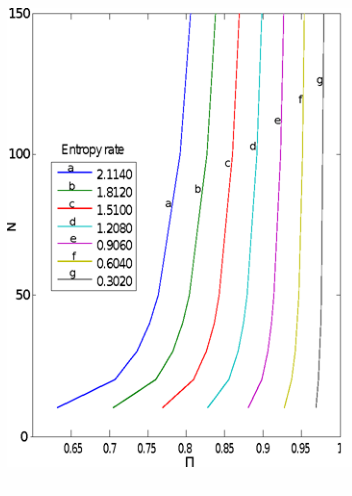 150
100
50
0
N
0.65 0.7 0.75 0.8 0.85 0.9 0.95 1
Π
Entropy rate
a 2.1140
b 1.8120
c 1.5100
d 1.2080
e 0.9060
f 0.6040
g 0.3020
a
b
c
d
e
f
g